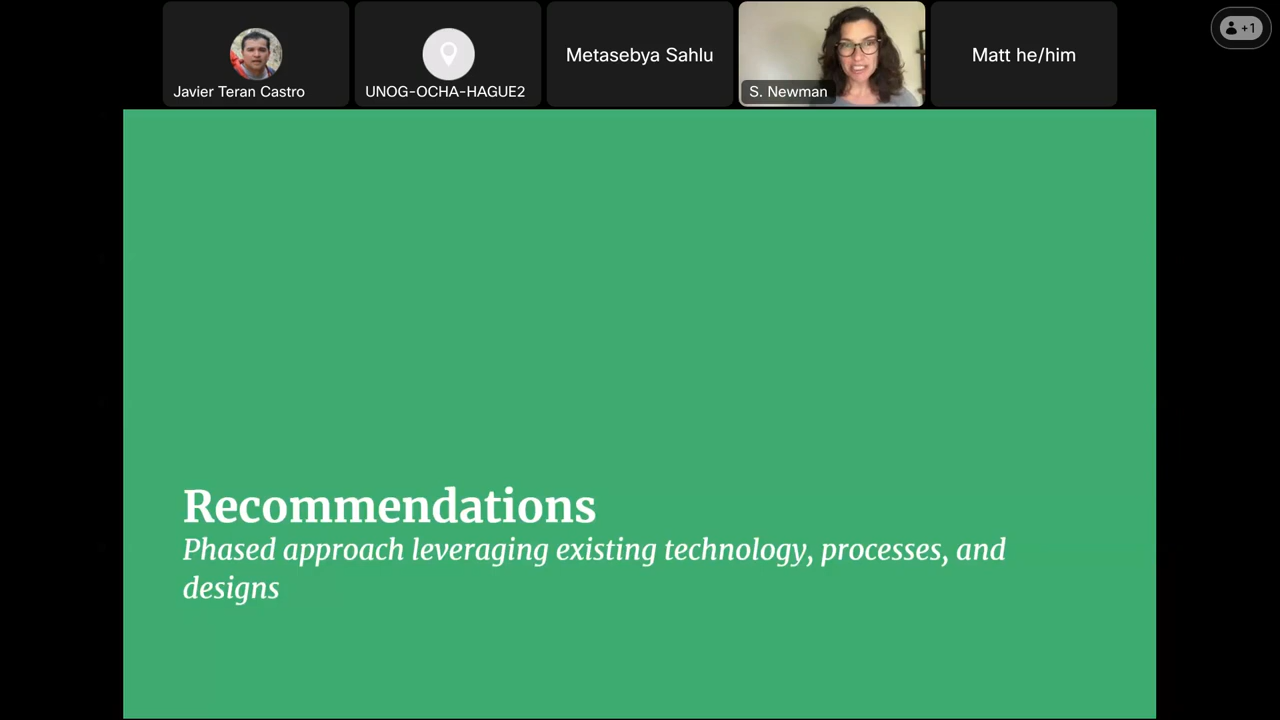 Javier Teran Castro
UNOG-OCHA-HAGUE2
Metasebya Sahlu
S. Newman
Matt he/him
+1
Recommendations
Phased approach leveraging existing technology, processes, and
designs